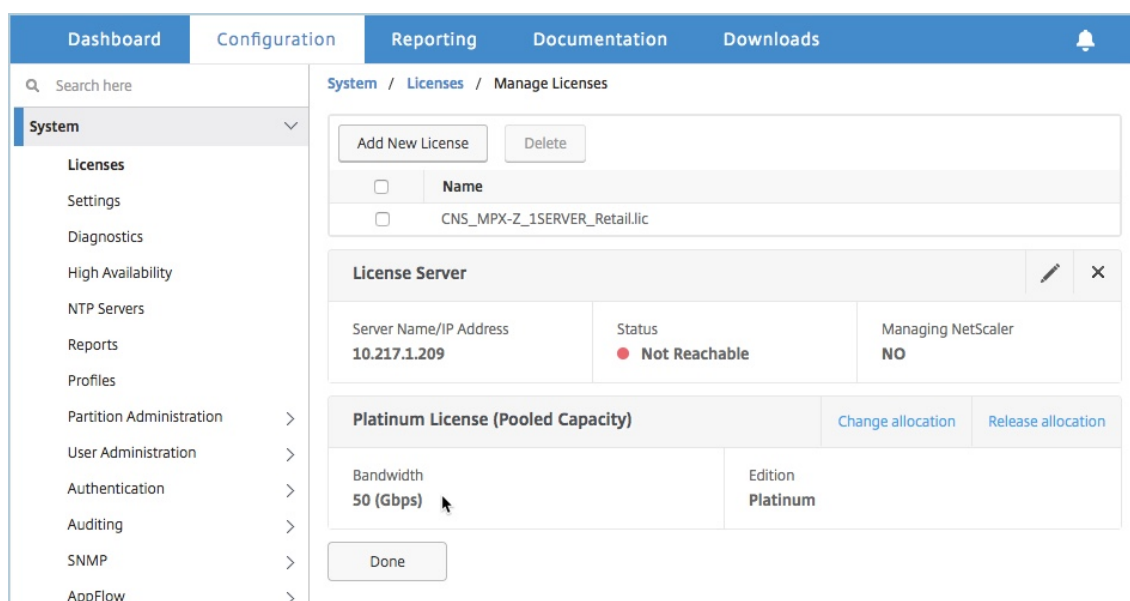 Dashboard Configuration Reporting Documentation Downloads
Search here
System
Licenses
Settings
Diagnostics
High Availability
NTP Servers
Reports
Profiles
Partition Administration
User Administration
Authentication
Auditing
SNMP
AppFlow
System / Licenses / Manage Licenses
Add New License Delete
Name
CNS_MPX-Z_1SERVER_Retail.lic
License Server
Server Name/IP Address Status Managing NetScaler
10.217.1.209 Not Reachable NO
Platinum License (Pooled Capacity) Change allocation Release allocation
Bandwidth Edition
50 (Gbps) Platinum
Done